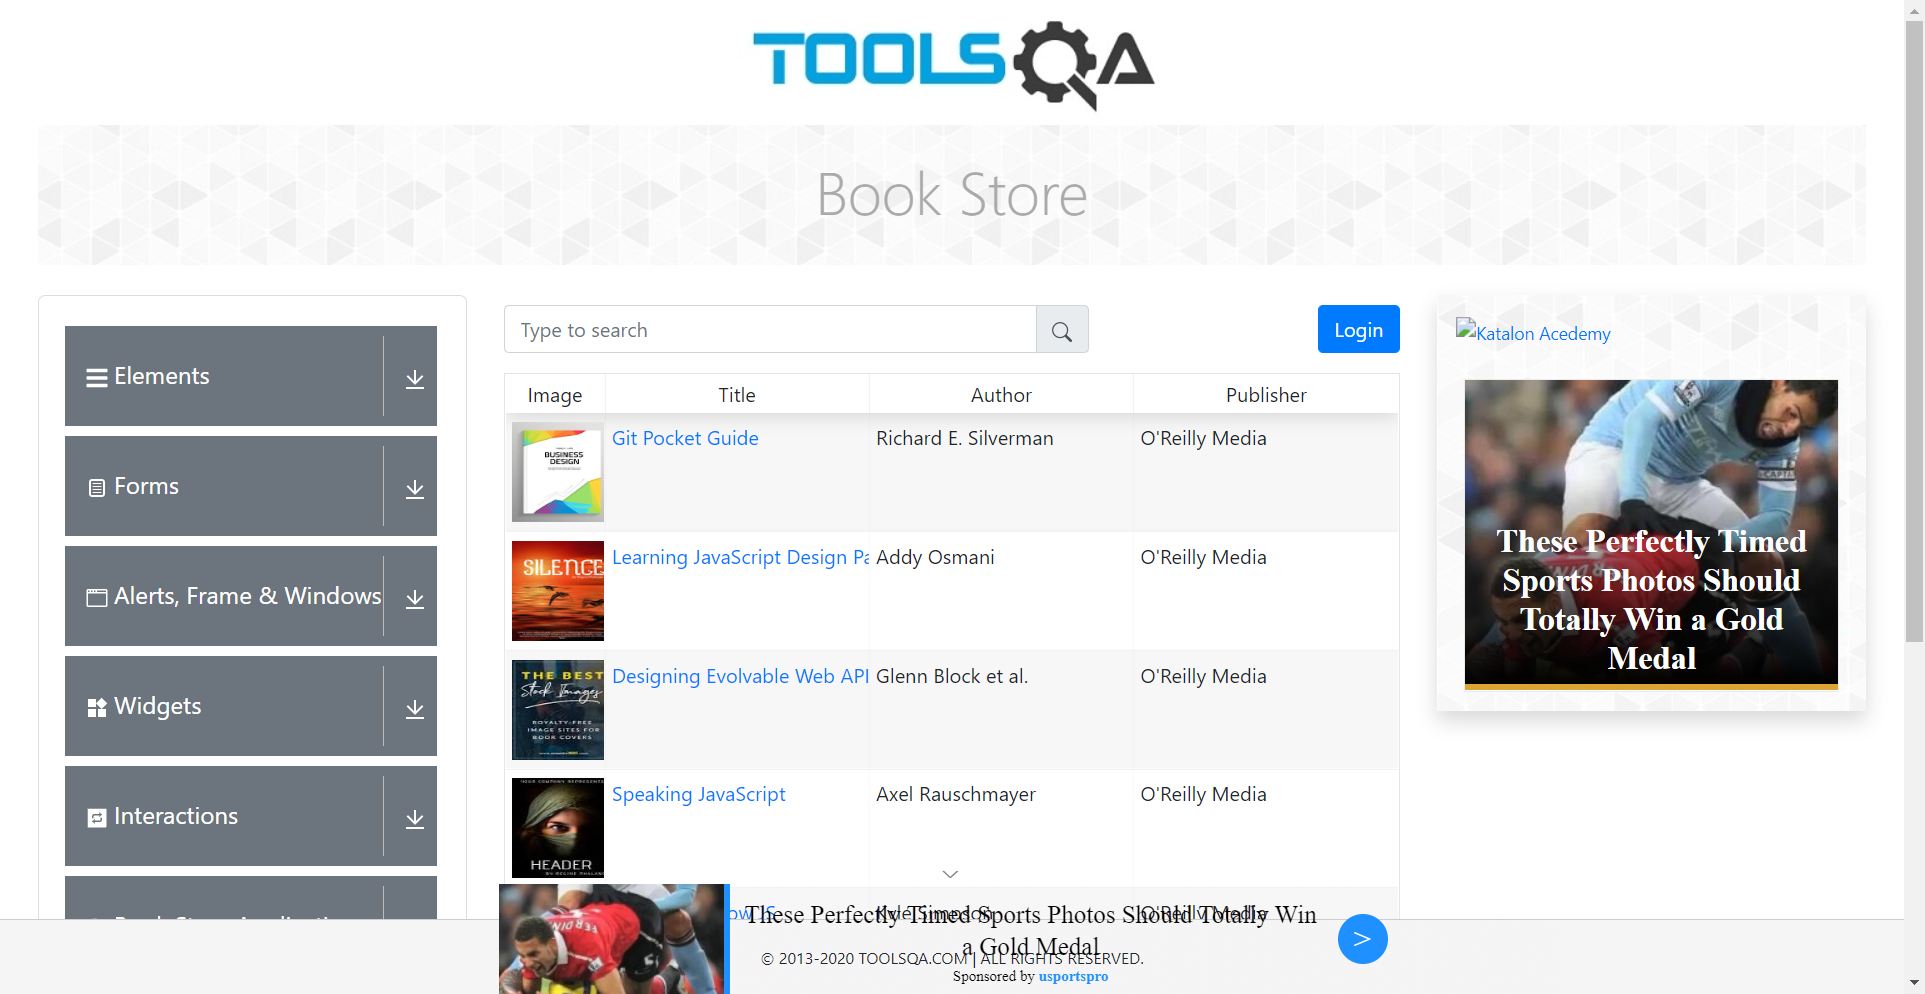 TOOLSQA
Book Store
Elements
Forms
Alerts, Frame & Windows
Widgets
Interactions
Type to search
Login
Image Title Author Publisher
BUSINESS
DESIGN
Git Pocket Guide Richard E. Silverman O'Reilly Media
SILENCE
Learning JavaScript Design Pa Addy Osmani O'Reilly Media
THE BEST
Stock Images
ROYALTY-FREE
IMAGE SITES FOR
BOOK COVERS
Designing Evolvable Web API Glenn Block et al. O'Reilly Media
HEADER
Speaking JavaScript Axel Rauschmayer O'Reilly Media
Kyle Simpson O'Reilly Media
Katalon Acedemy
These Perfectly Timed
Sports Photos Should
Totally Win a Gold
Medal
These Perfectly Timed Sports Photos Should Totally Win
a Gold Medal
>
© 2013-2020 TOOLSQA.COM | ALL RIGHTS RESERVED.
Sponsored by usportspro